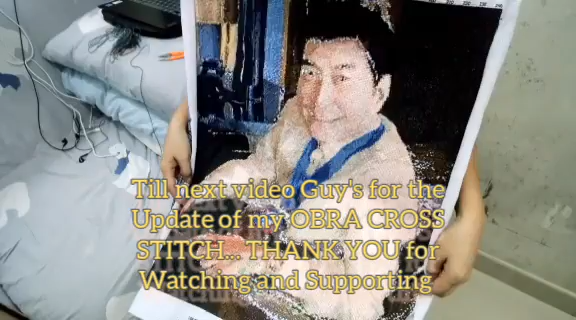 Till next video Guy's for the
Update of my OBRA CROSS
STITCH... THANK YOU for
Watching and Supporting